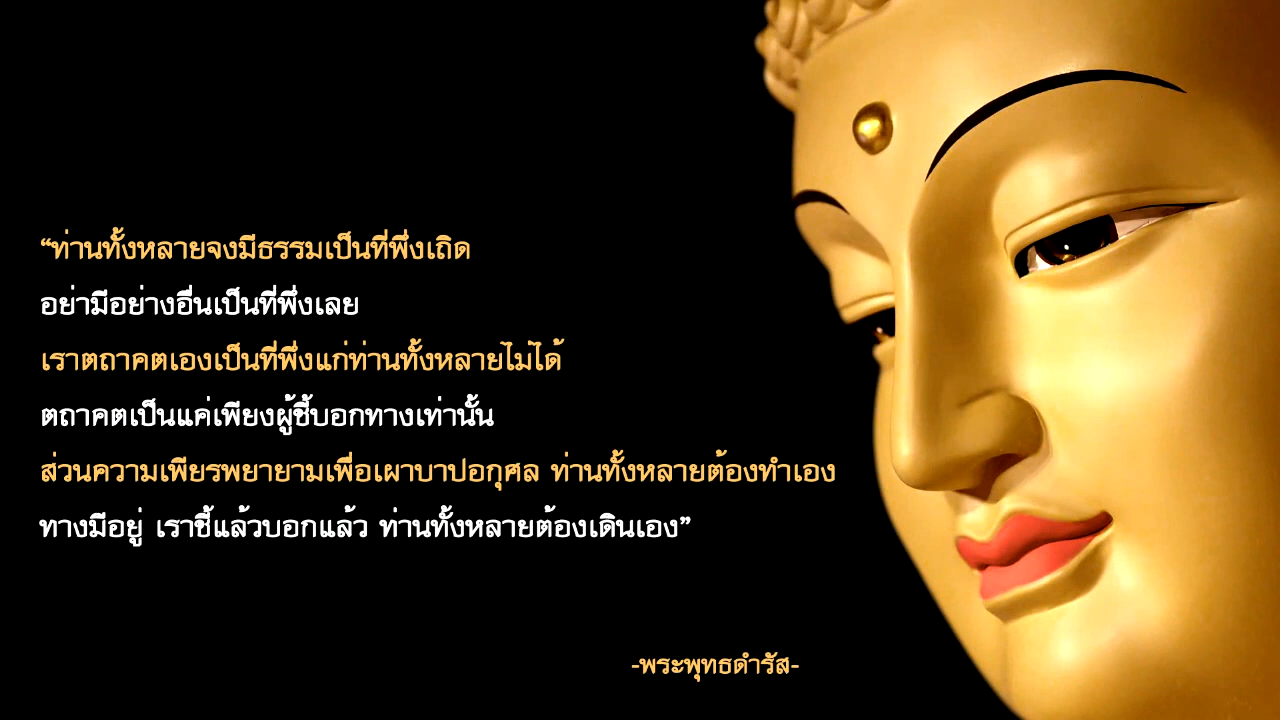 “ท่านทั้งหลายจงมีธรรมเป็นที่พึ่งเถิด
อย่ามีอย่างอื่นเป็นที่พึ่งเลย
เราตถาคตเองเป็นที่พึ่งแก่ท่านทั้งหลายไม่ได้
ตถาคตเป็นแค่เพียงผู้ชี้บอกทางเท่านั้น
ส่วนความเพียรพยายามเพื่อเผาบาปอกุศล ท่านทั้งหลายต้องทำเอง
ทางมีอยู่ เราชี้แล้วบอกแล้ว ท่านทั้งหลายต้องเดินเอง”
-พระพุทธดำรัส-